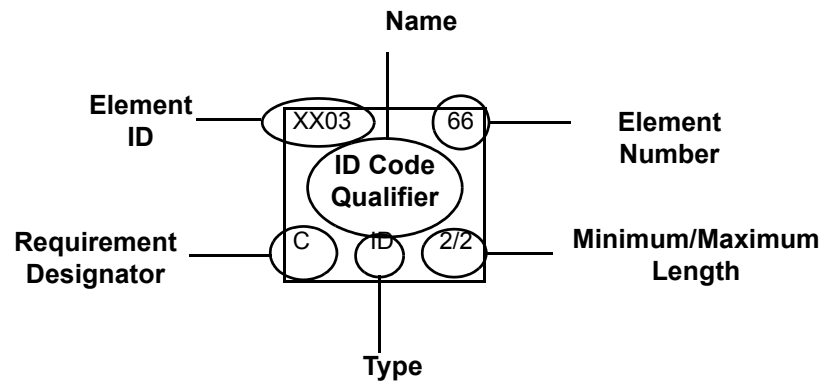 Name
Element
ID
XX03
66
Element
Number
ID Code
Qualifier
Requirement
Designator
C
ID
2/2
Minimum/Maximum
Length
Type